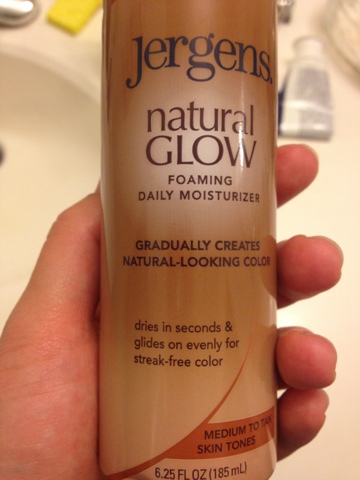 Jergens.
natural
GLOW
FOAMING
DAILY MOISTURIZER
GRADUALLY CREATES
NATURAL-LOOKING COLOR
dries in seconds &
glides on evenly for
streak-free color
MEDIUM TO TAN
SKIN TONES
6.25 FL OZ (185 mL)